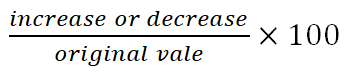 increase or decrease
original vale
× 100